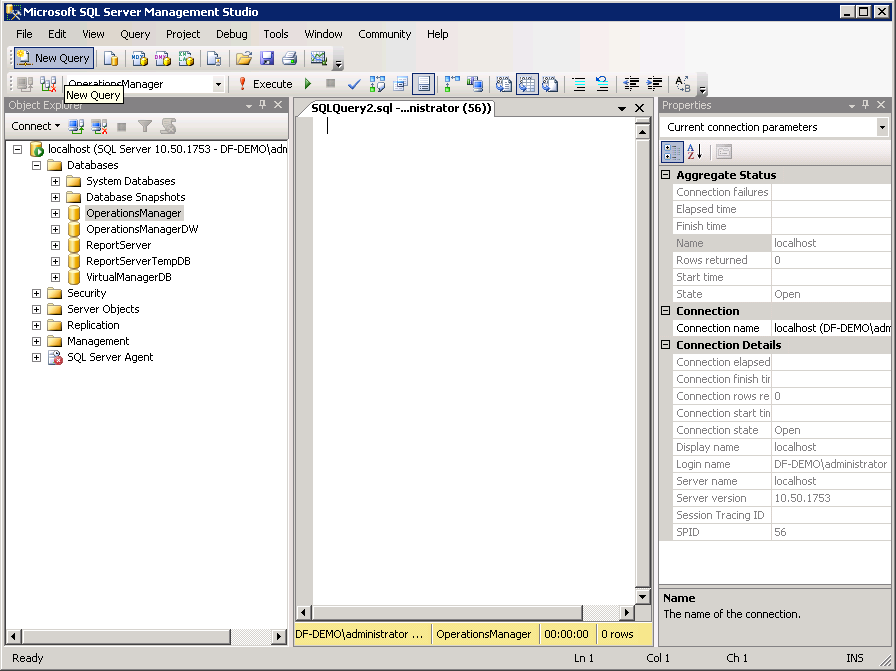 Microsoft SQL Server Management Studio
File Edit View Query Project Debug Tools Window Community Help
New Query
OperationsManager Execute
New Query
Object Explorer
Connect
localhost (SQL Server 10.50.1753 - DF-DEMO\adm
Databases
System Databases
Database Snapshots
OperationsManager
OperationsManagerDW
ReportServer
ReportServerTempDB
VirtualManagerDB
Security
Server Objects
Replication
Management
SQL Server Agent
SQLQuery2.sql -...nistrator (56))
DF-DEMO\administrator ... OperationsManager 00:00:00 0 rows
Properties
Current connection parameters
Aggregate Status
Connection failures
Elapsed time
Finish time
Name localhost
Rows returned 0
Start time
State Open
Connection
Connection name localhost (DF-DEMO\adm
Connection Details
Connection elapsed
Connection finish tin
Connection rows re 0
Connection start tin
Connection state Open
Display name localhost
Login name DF-DEMO\administrator
Server name localhost
Server version 10.50.1753
Session Tracing ID
SPID 56
Name
The name of the connection.
Ready Ln 1 Col 1 Ch 1 INS